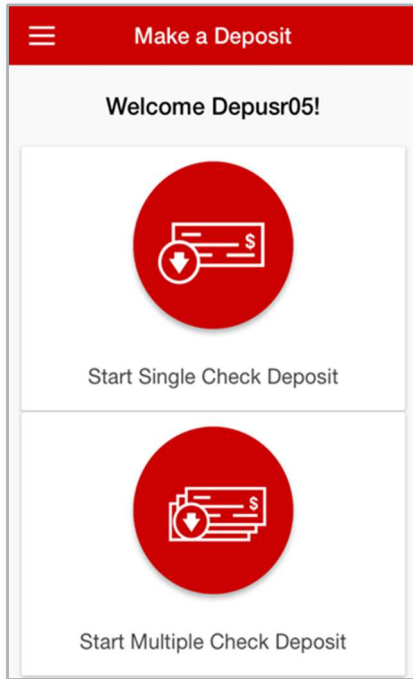 Make a Deposit
Welcome Depusr05!
$
Start Single Check Deposit
$
Start Multiple Check Deposit